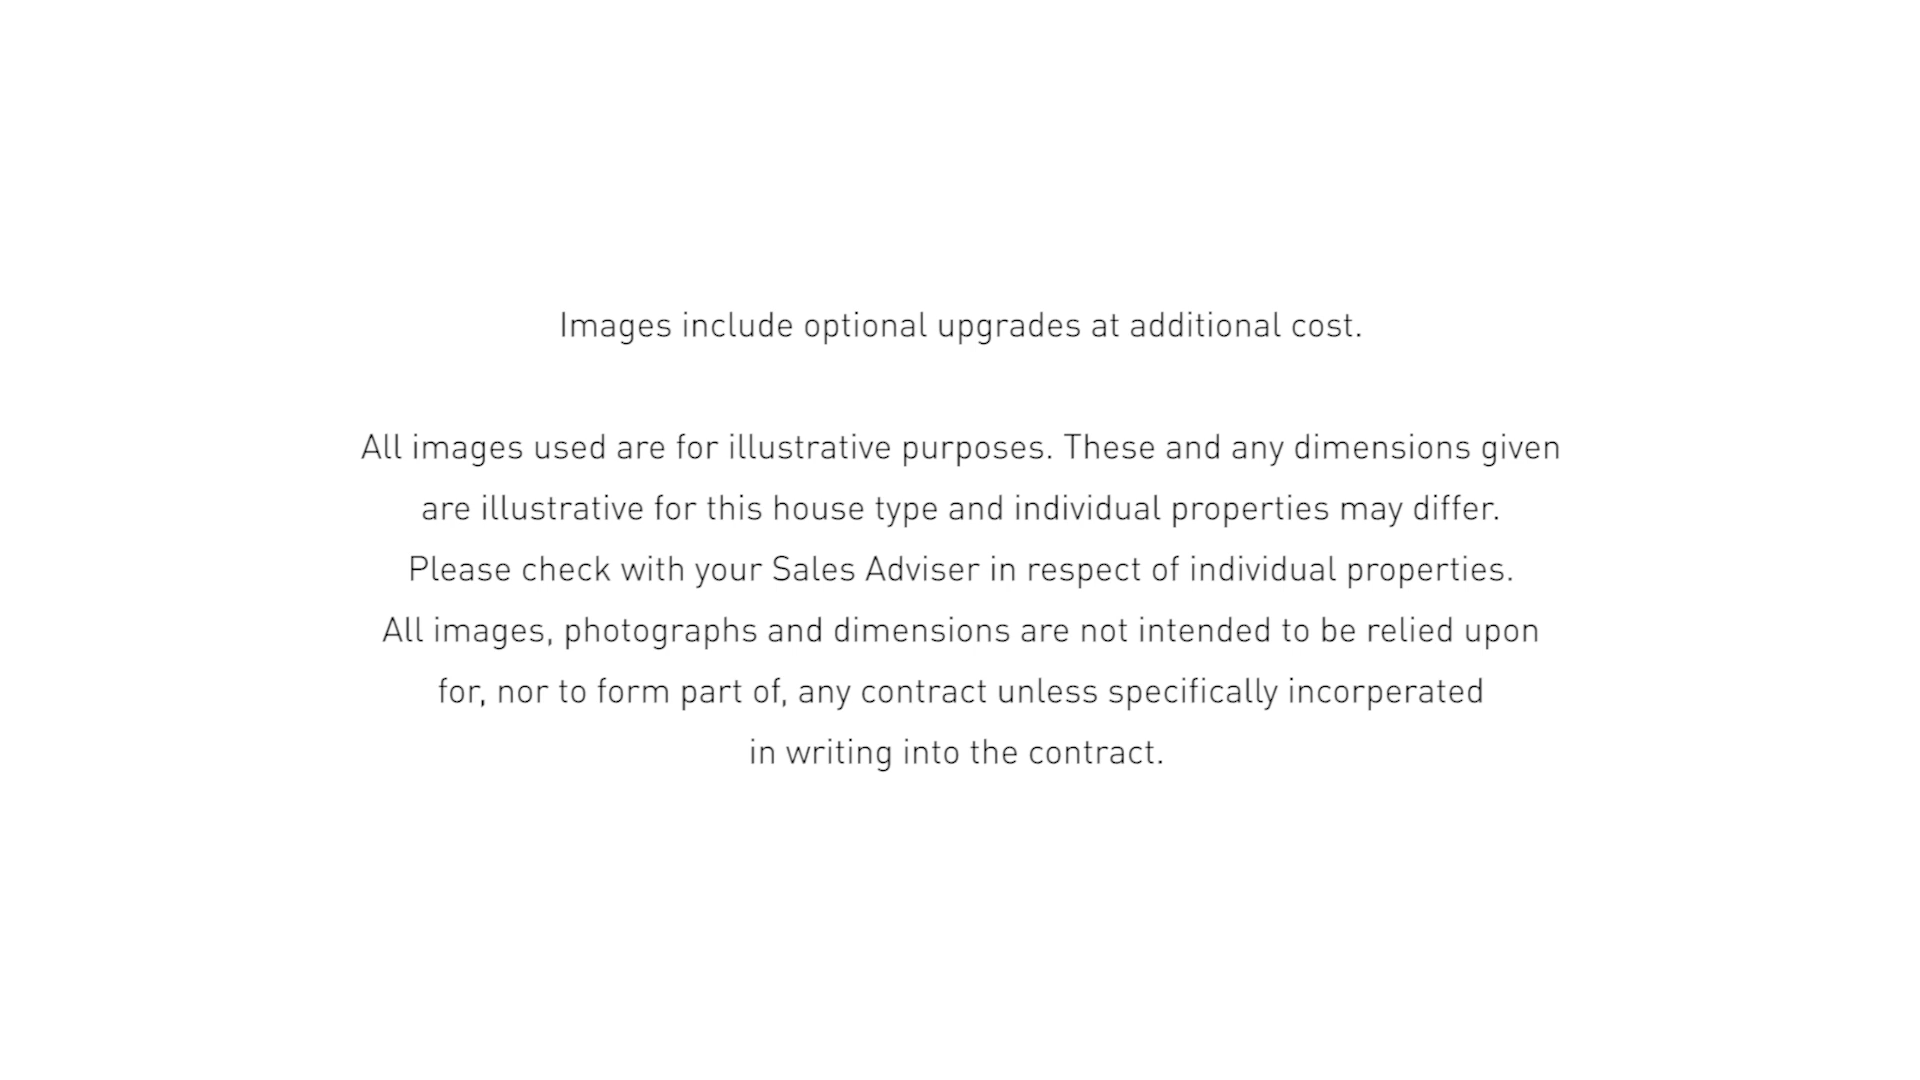 Images include optional upgrades at additional cost.
All images used are for illustrative purposes. These and any dimensions given
are illustrative for this house type and individual properties may differ.
Please check with your Sales Adviser in respect of individual properties.
All images, photographs and dimensions are not intended to be relied upon
for, nor to form part of, any contract unless specifically incorperated
in writing into the contract.